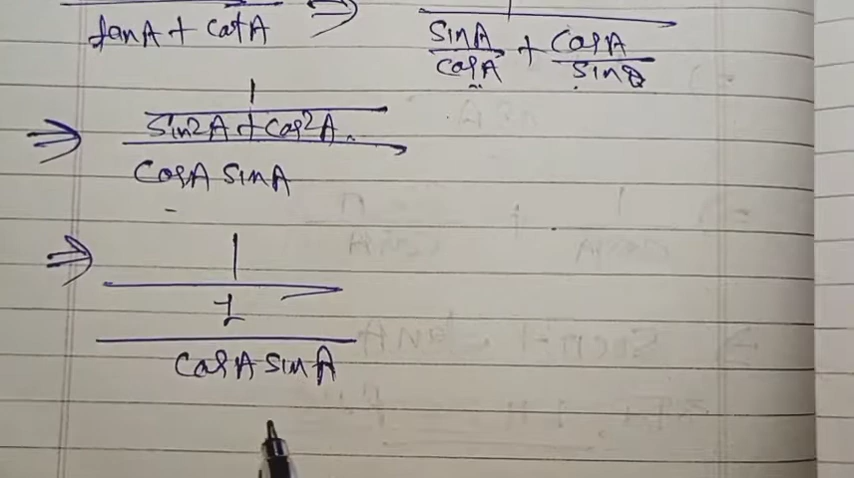 tanA + cotA ⇒ 1
sinA/cosA + cosA/sinA
⇒ 1
sin2A + cos2A
cosA sinA
⇒ 1
1
cosA sinA